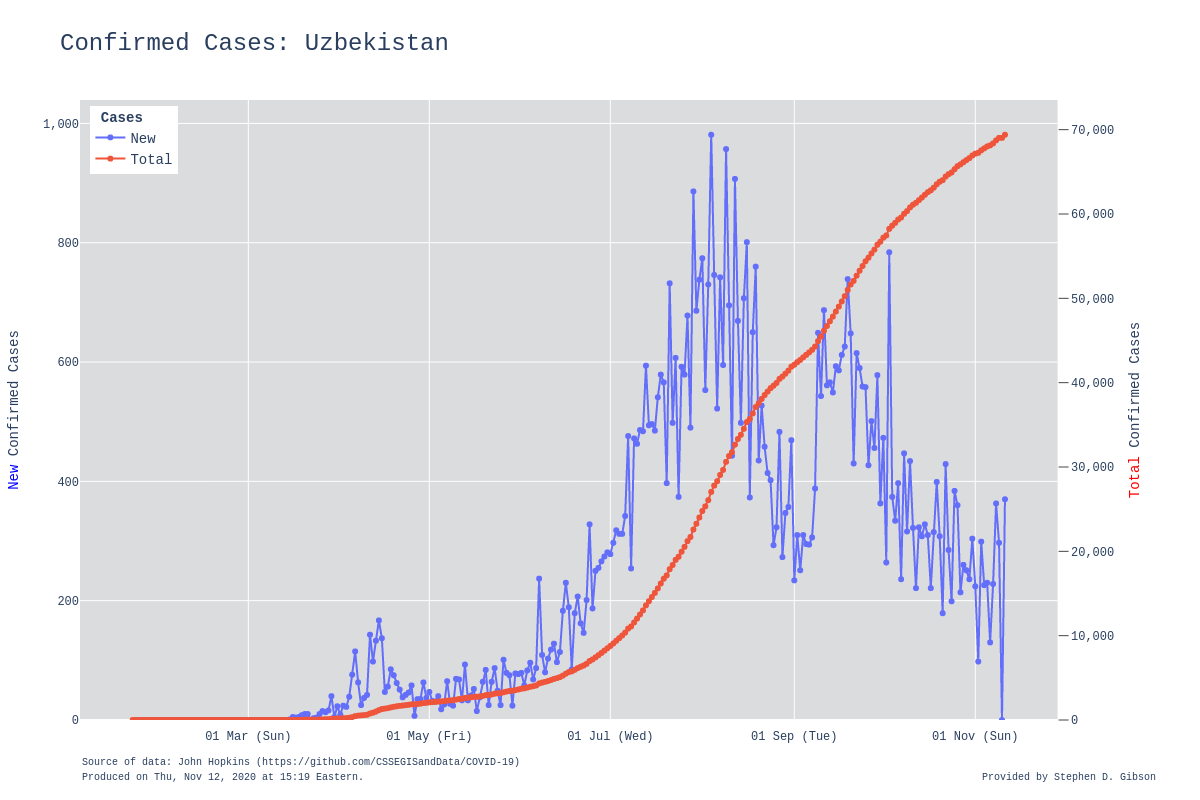 Confirmed Cases: Uzbekistan
Cases
New
Total
1,000
800
600
400
200
0
70,000
60,000
50,000
40,000
30,000
20,000
10,000
0
New Confirmed Cases
Total Confirmed Cases
01 Mar (Sun)
01 May (Fri)
01 Jul (Wed)
01 Sep (Tue)
01 Nov (Sun)
Source of data: John Hopkins (https://github.com/CSSEGISandData/COVID-19)
Produced on Thu, Nov 12, 2020 at 15:19 Eastern.
Provided by Stephen D. Gibson